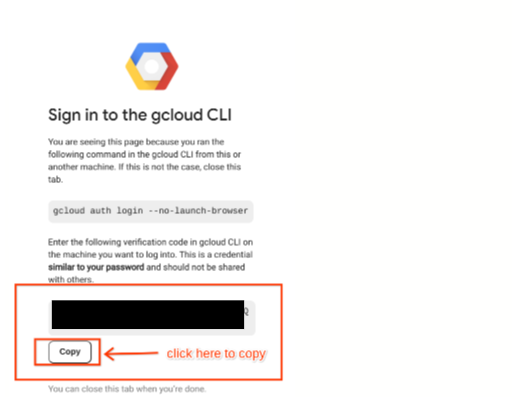 Sign in to the gcloud CLI
You are seeing this page because you ran the
following command in the gcloud CLI from this or
another machine. If this is not the case, close this
tab.
gcloud auth login --no-launch-browser
Enter the following verification code in gcloud CLI on
the machine you want to log into. This is a credential
similar to your password and should not be shared
with others.
Copy
click here to copy
You can close this tab when you're done.